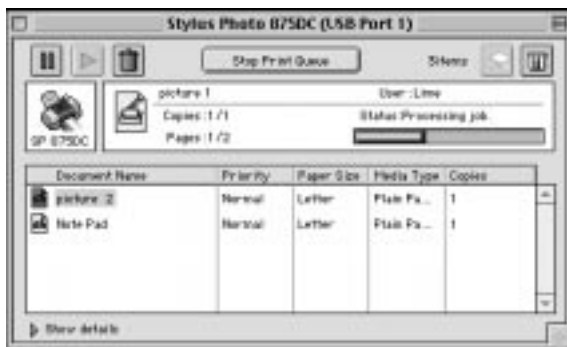 Stylus Photo 875DC (USB Port 1)
Stop Print Queue
3items
picture 1
User :Lime
Copies :1 /1
Status :Processing job.
SP 875DC
Pages :1 /2
Document Name Priority Paper Size Media Type Copies
picture 2 Normal Letter Plain Pa... 1
Note Pad Normal Letter Plain Pa... 1
Show details